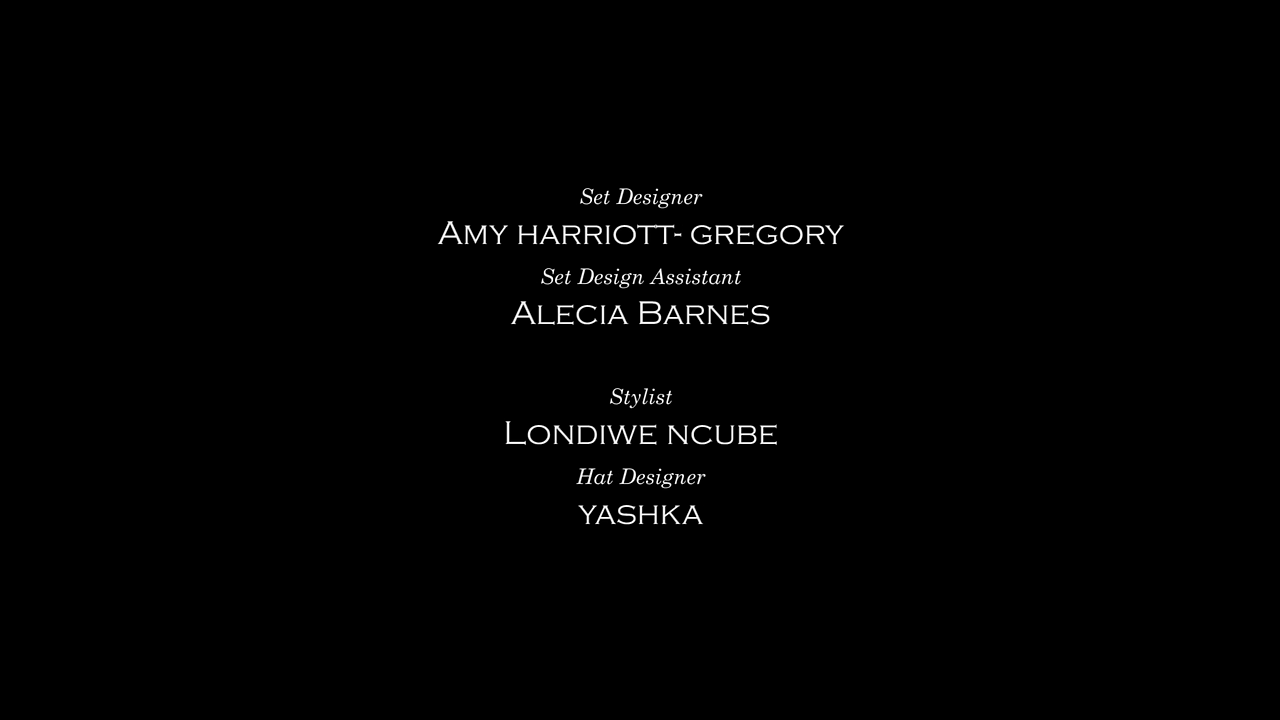 Set Designer
Amy harriott- gregory
Set Design Assistant
Alecia Barnes
Stylist
Londiwe ncube
Hat Designer
yashka